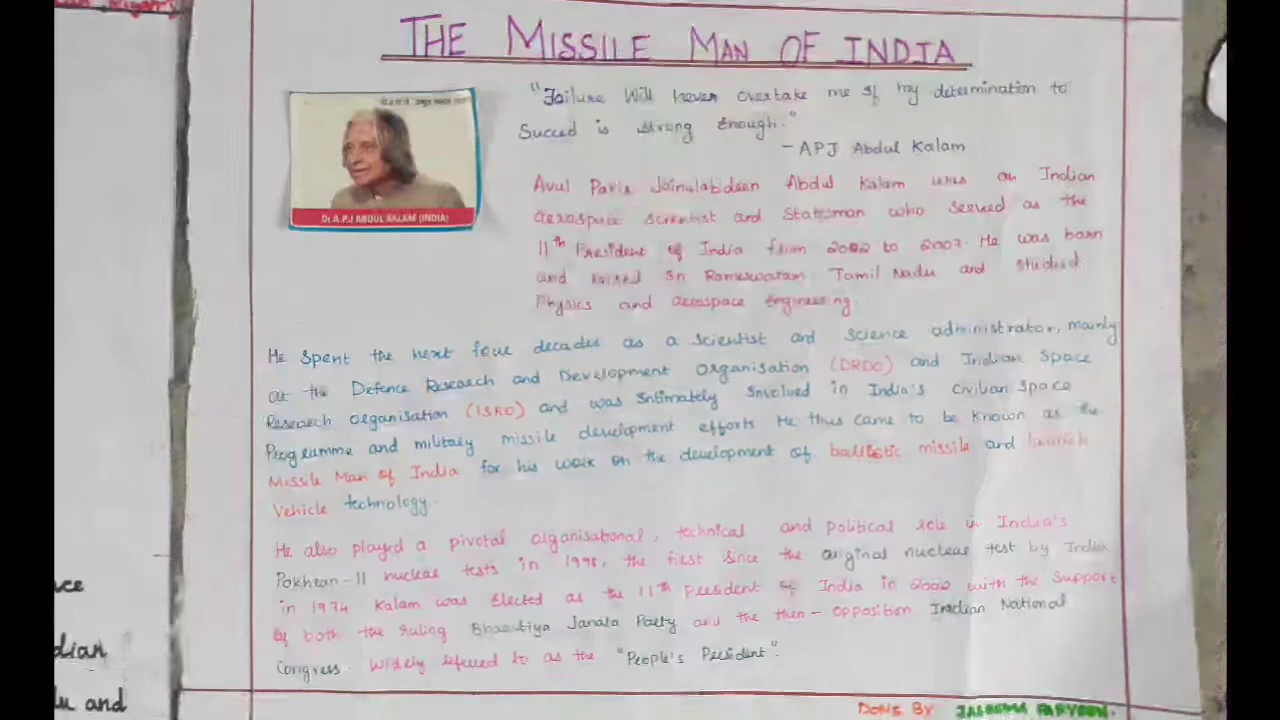 THE MISSILE MAN OF INDIA
"Failure Will never overtake me If my determination to
Succed is strong Enough."
- APJ Abdul Kalam
Dr.A.P.J ABDUL KALAM (INDIA)
Avul Pakir Jainulabdeen Abdul Kalam was an Indian
aerospace scientist and Statesman who served as the
11th President of India from 2002 to 2007. He was born
and raised In Rameswaram Tamil Nadu and studied
Physics and aerospace Engineering.
He spent the next four decades as a scientist and science administrator, mainly
at the Defence Research and Development organisation (DRDO) and Indian Space
Research organisation (ISRO) and was Intimately Involved in India's civilian space
Programme and military missile development efforts He thus came to be known as the
Missile Man of India for his work on the development of ballistic missile and launch
Vehicle technology.
He also played a pivotal organisational, technical and political role in India's
Pokhran-II nuclear tests in 1998, the first since the original nuclear test by India
in 1974 Kalam was Elected as the 11th President of India in 2002 with the Support
of both the ruling Bharatiya Janata Party and the then - opposition Indian National
Congress. Widely refered to as the "People's President".
DONE BY JASEEMA PARVEEN.
dian
u and